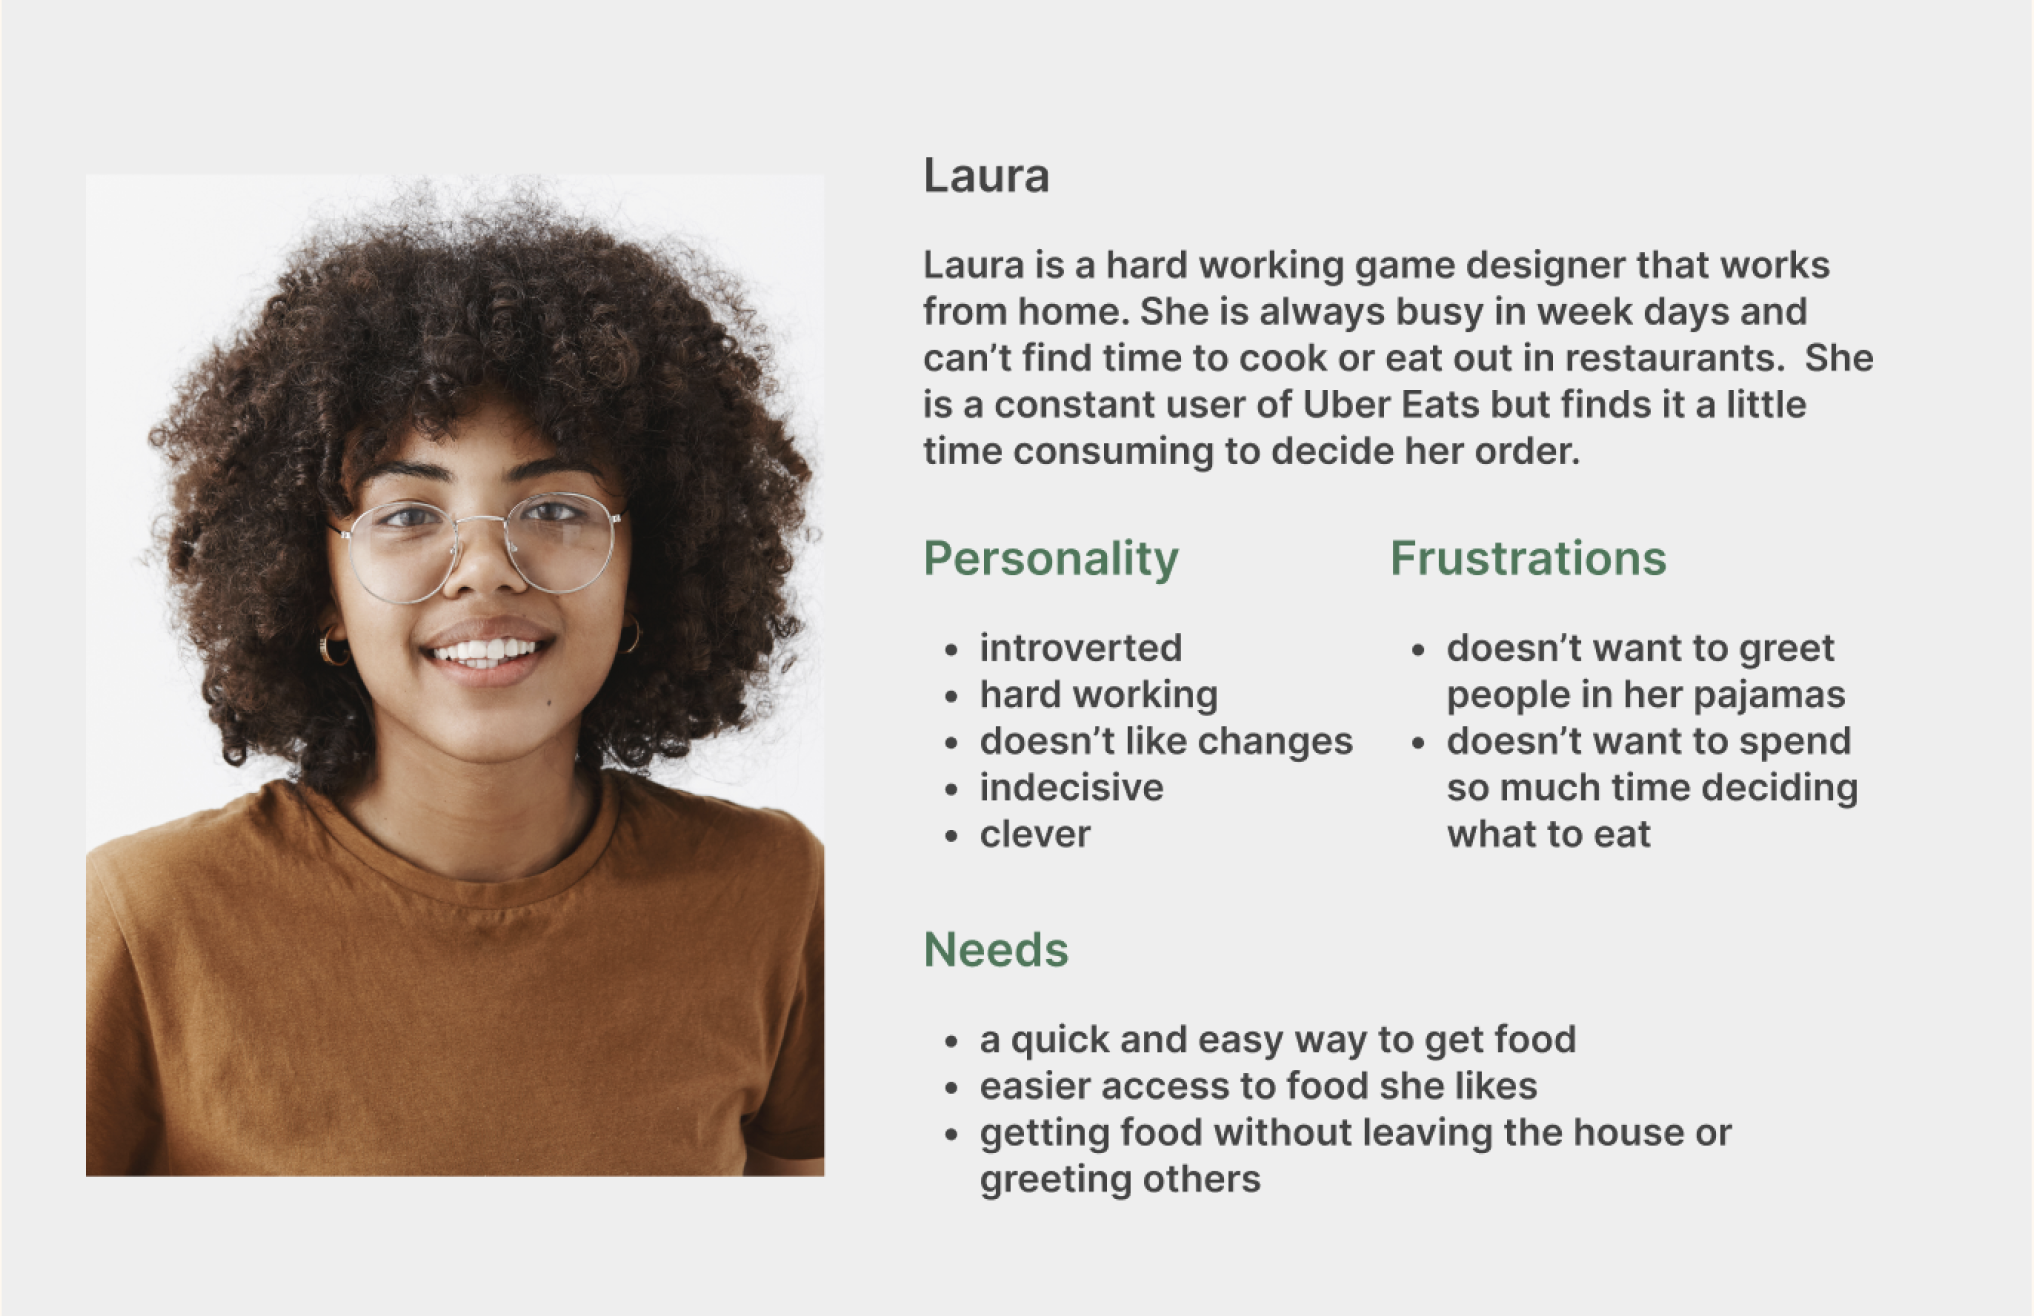 Laura
Laura is a hard working game designer that works
from home. She is always busy in week days and
can’t find time to cook or eat out in restaurants.  She
is a constant user of Uber Eats but finds it a little
time consuming to decide her order.
Personality
• introverted
• hard working
• doesn’t like changes
• indecisive
• clever
Frustrations
• doesn’t want to greet
people in her pajamas
• doesn’t want to spend
so much time deciding
what to eat
Needs
• a quick and easy way to get food
• easier access to food she likes
• getting food without leaving the house or
greeting others